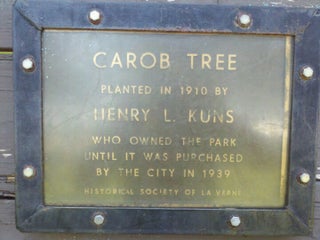 CAROB TREE
PLANTED IN 1910 BY
HENRY L. KUNS
WHO OWNED THE PARK
UNTIL IT WAS PURCHASED
BY THE CITY IN 1939
HISTORICAL SOCIETY OF LA VERNE